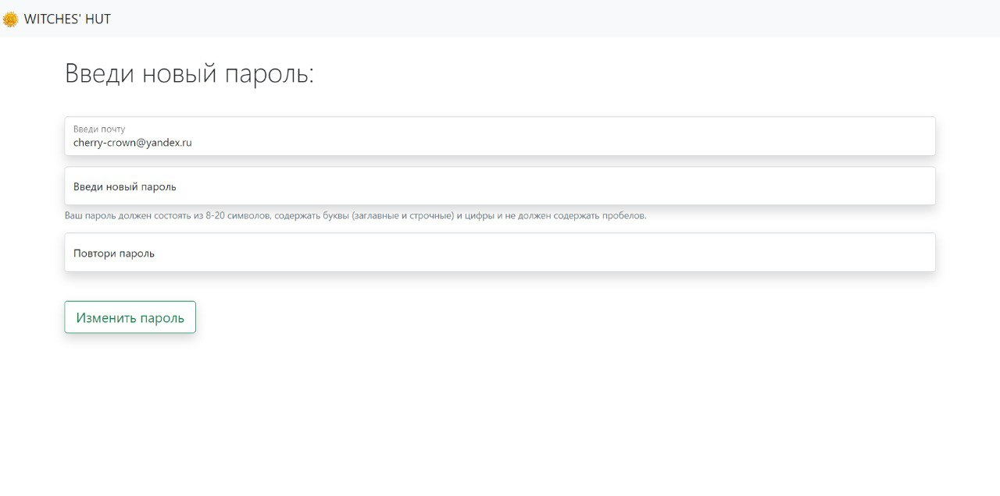 WITCHES' HUT
Введи новый пароль:
Введи почту
cherry-crown@yandex.ru
Введи новый пароль
Ваш пароль должен состоять из 8-20 символов, содержать буквы (заглавные и строчные) и цифры и не должен содержать пробелов.
Повтори пароль
Изменить пароль